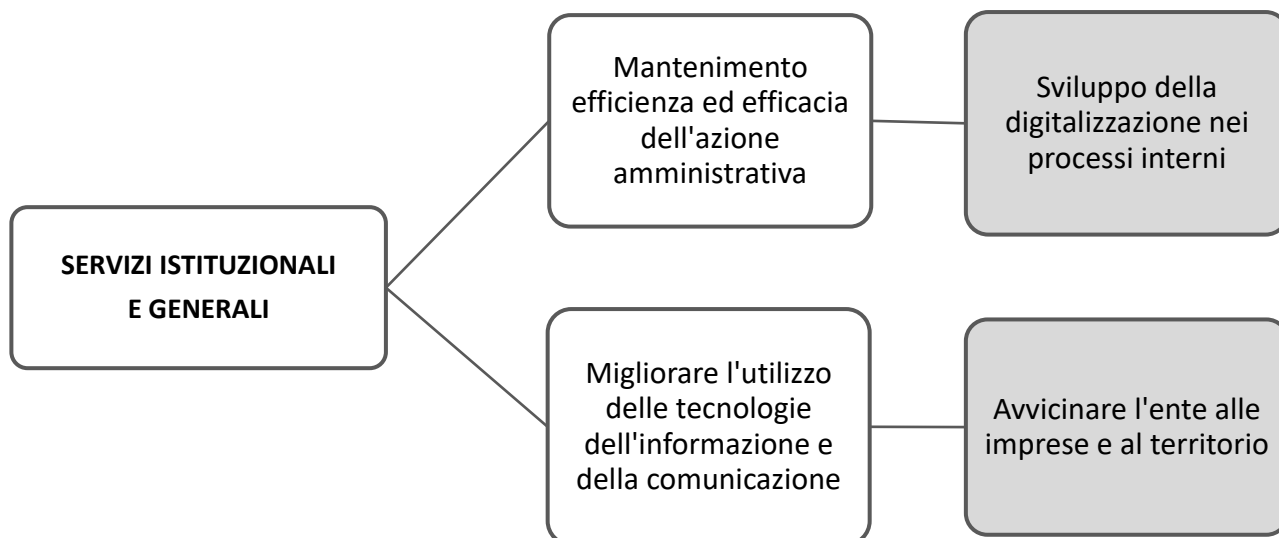 SERVIZI ISTITUZIONALI
E GENERALI
Mantenimento
efficienza ed efficacia
dell'azione
amministrativa
Sviluppo della
digitalizzazione nei
processi interni
Migliorare l'utilizzo
delle tecnologie
dell'informazione e
della comunicazione
Avvicinare l'ente alle
imprese e al territorio